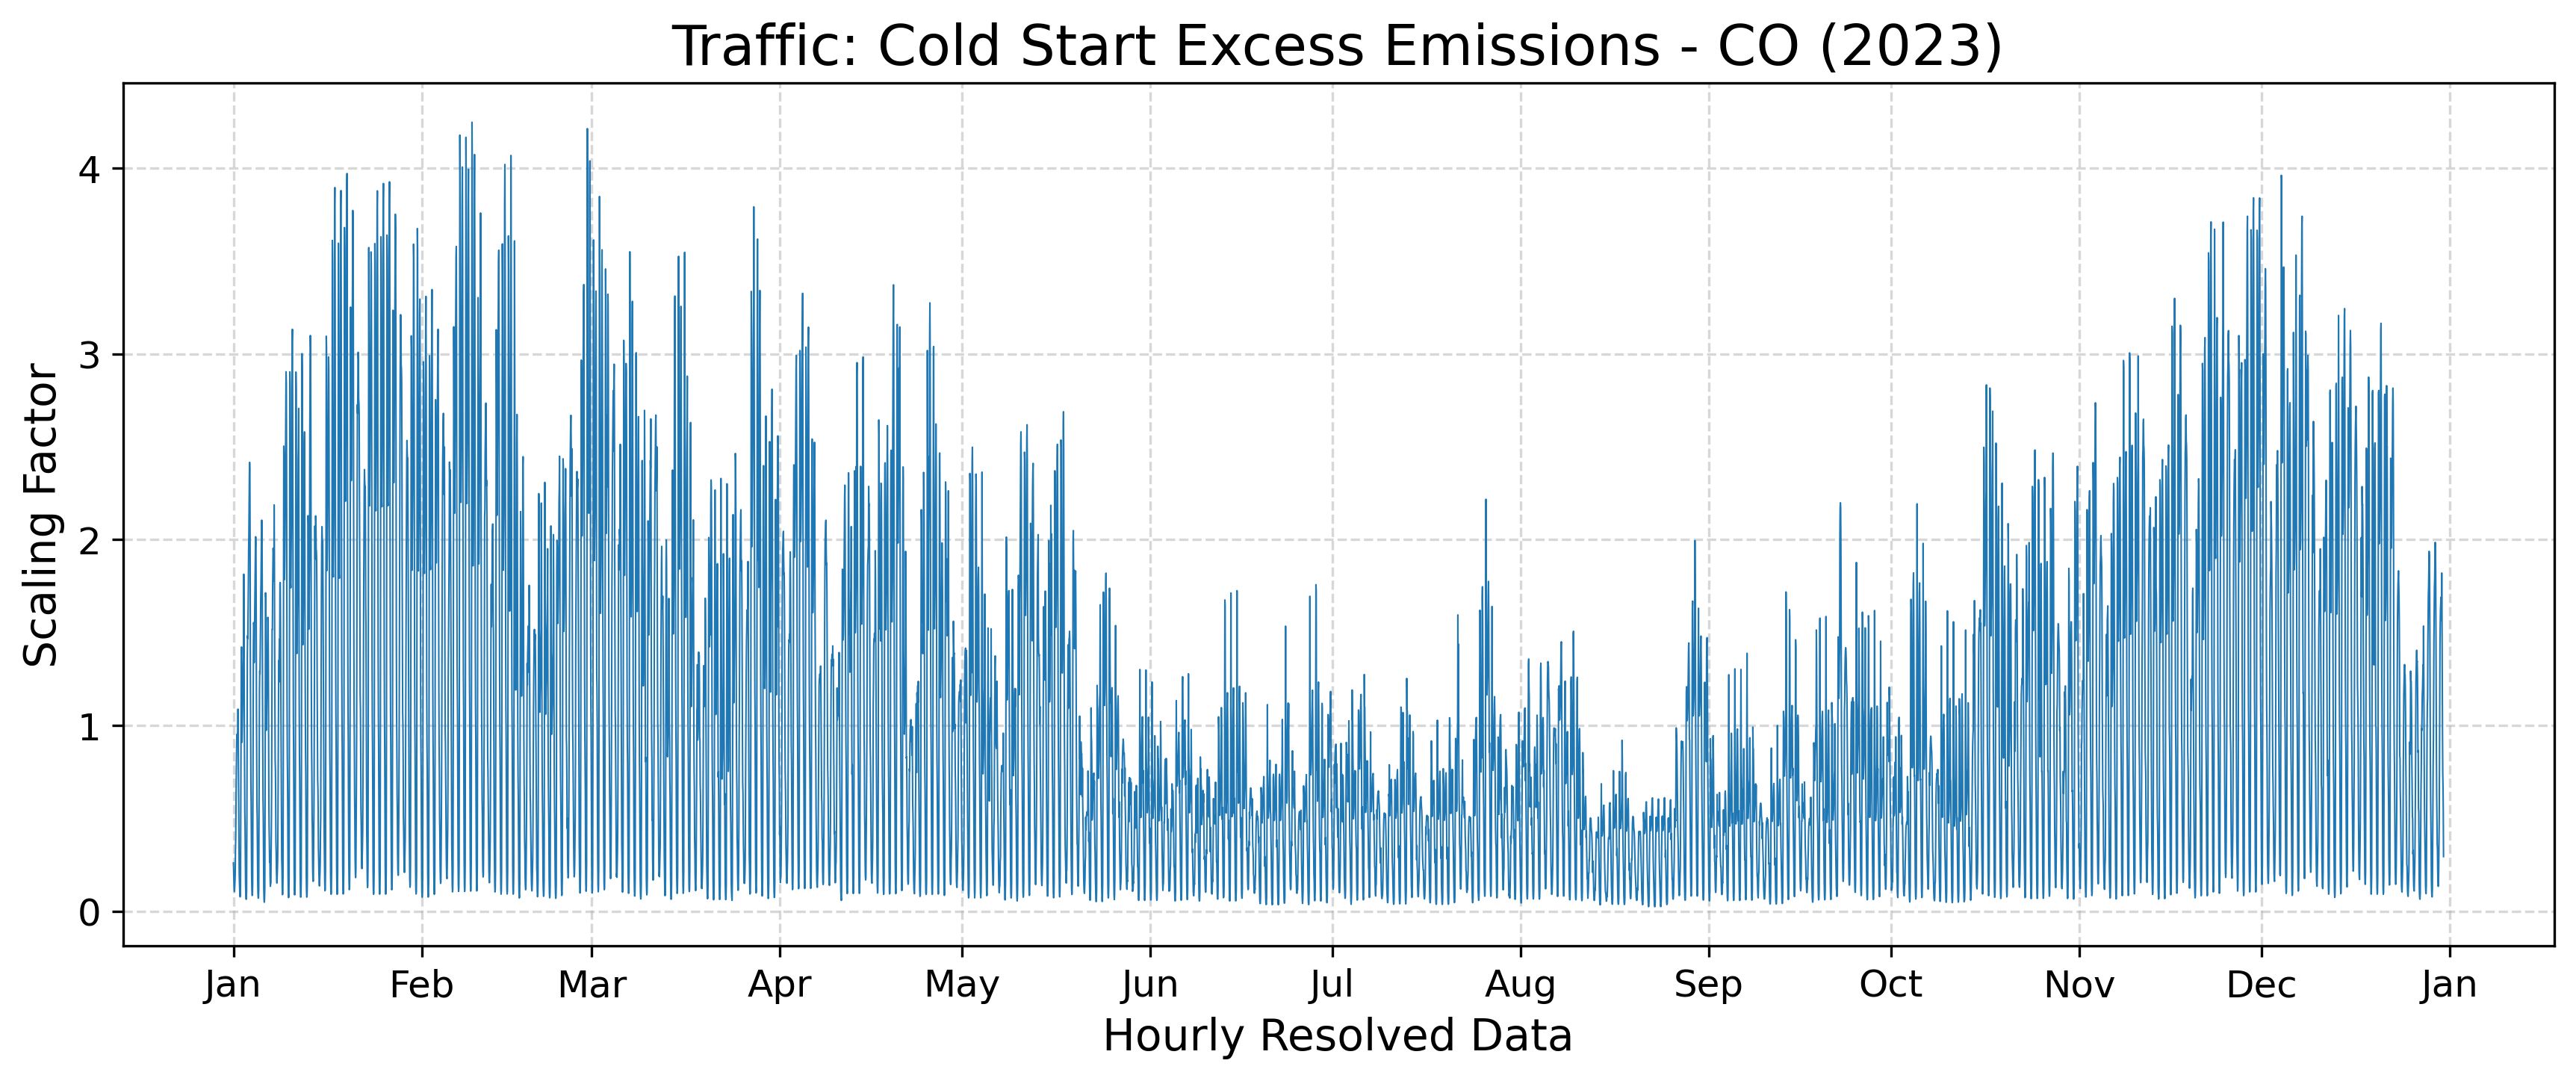 Traffic: Cold Start Excess Emissions - CO (2023)
Scaling Factor
4
3
2
1
0
Jan Feb Mar Apr May Jun Jul Aug Sep Oct Nov Dec Jan
Hourly Resolved Data